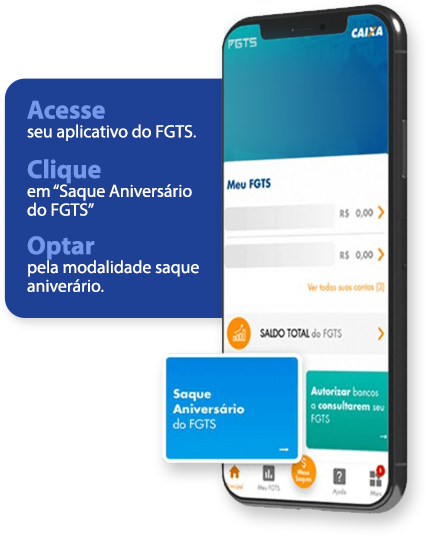 Acesse
seu aplicativo do FGTS.
Clique
em “Saque Aniversário
do FGTS”
Optar
pela modalidade saque
aniverário.
FGTS
CAIXA
Meu FGTS
R$ 0,00
R$ 0,00
Ver todas suas contas (3)
SALDO TOTAL do FGTS
Saque
Aniversário
do FGTS
Autorizar bancos
a consultarem seu
FGTS
Principal
Meu FGTS
$
Meus
Saques
?
Ajuda
Mais